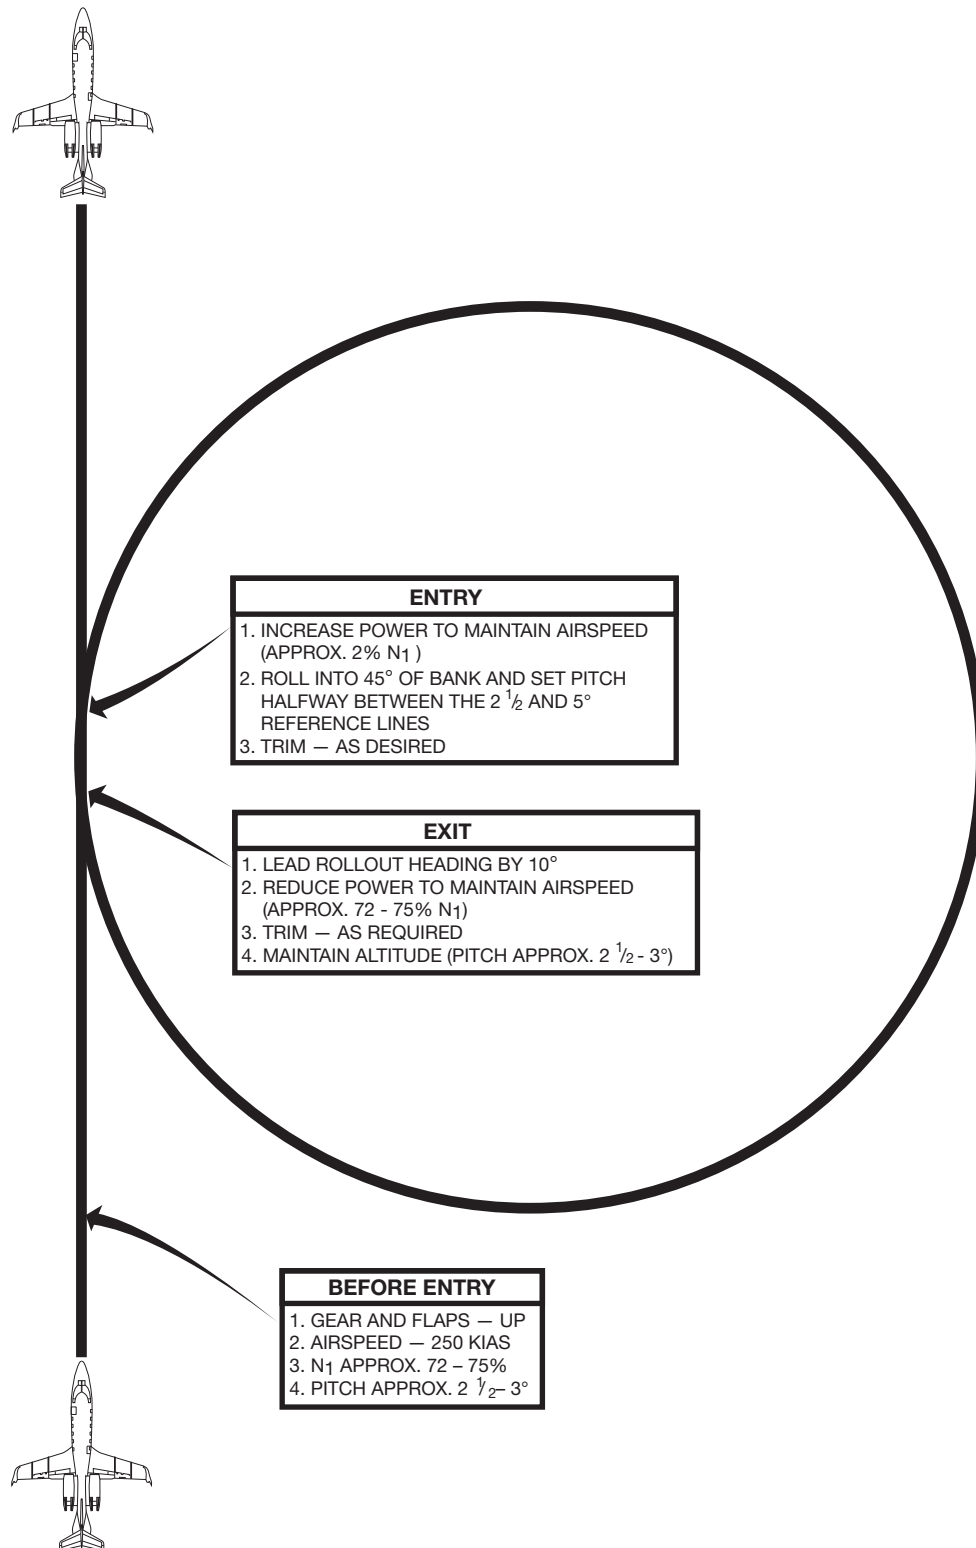 ENTRY
1. INCREASE POWER TO MAINTAIN AIRSPEED
(APPROX. 2% N1 )
2. ROLL INTO 45° OF BANK AND SET PITCH
HALFWAY BETWEEN THE 2 1/2 AND 5°
REFERENCE LINES
3. TRIM — AS DESIRED
EXIT
1. LEAD ROLLOUT HEADING BY 10°
2. REDUCE POWER TO MAINTAIN AIRSPEED
(APPROX. 72 - 75% N1)
3. TRIM — AS REQUIRED
4. MAINTAIN ALTITUDE (PITCH APPROX. 2 1/2 - 3°)
BEFORE ENTRY
1. GEAR AND FLAPS — UP
2. AIRSPEED — 250 KIAS
3. N1 APPROX. 72 – 75%
4. PITCH APPROX. 2 1/2– 3°